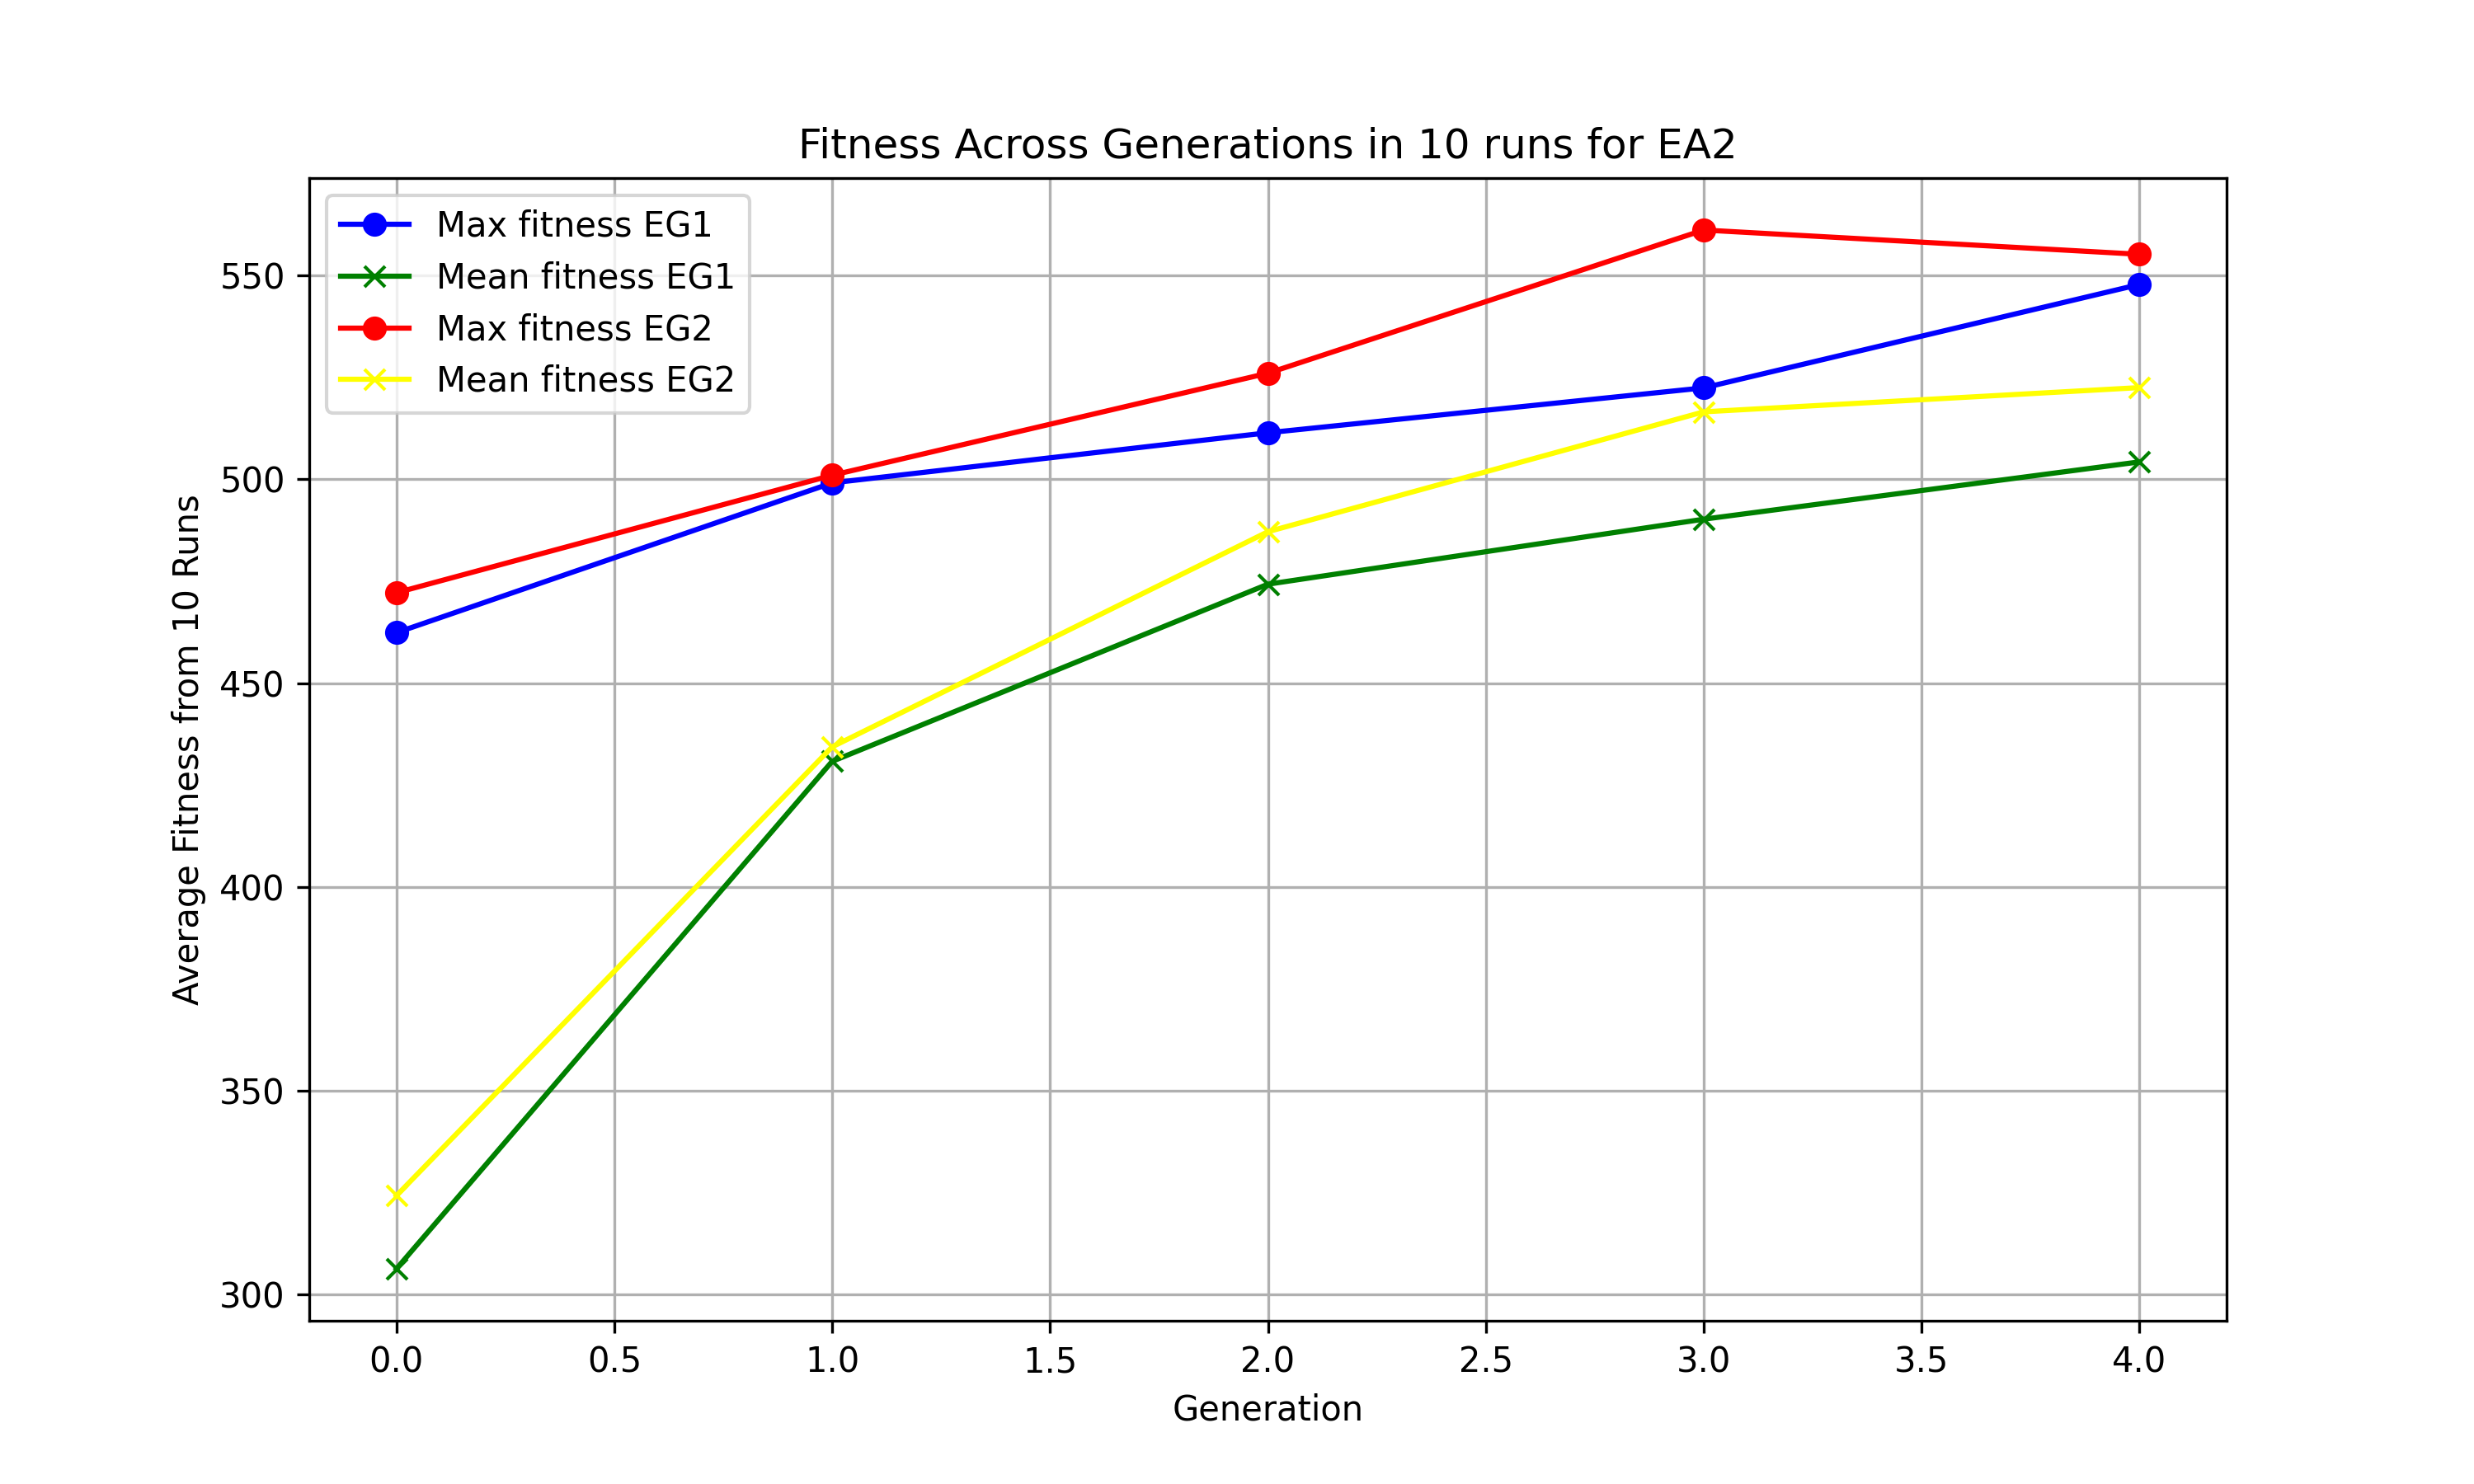 Fitness Across Generations in 10 runs for EA2
Max fitness EG1
Mean fitness EG1
Max fitness EG2
Mean fitness EG2
Average Fitness from 10 Runs
550
500
450
400
350
300
0.0 0.5 1.0 1.5 2.0 2.5 3.0 3.5 4.0
Generation